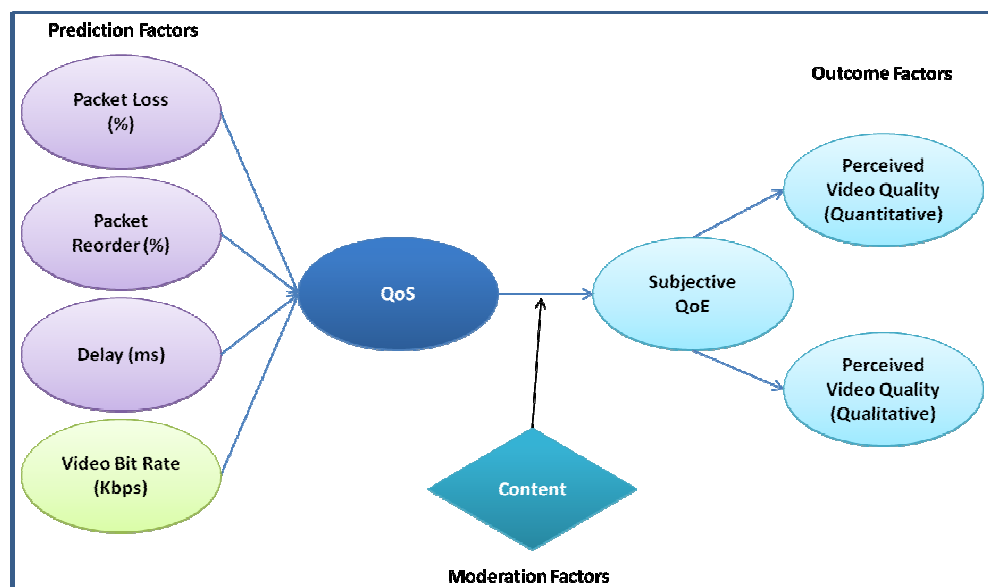 Prediction Factors
Packet Loss
(%)
Packet
Reorder (%)
Delay (ms)
Video Bit Rate
(Kbps)
QoS
Content
Moderation Factors
Subjective
QoE
Outcome Factors
Perceived
Video Quality
(Quantitative)
Perceived
Video Quality
(Qualitative)